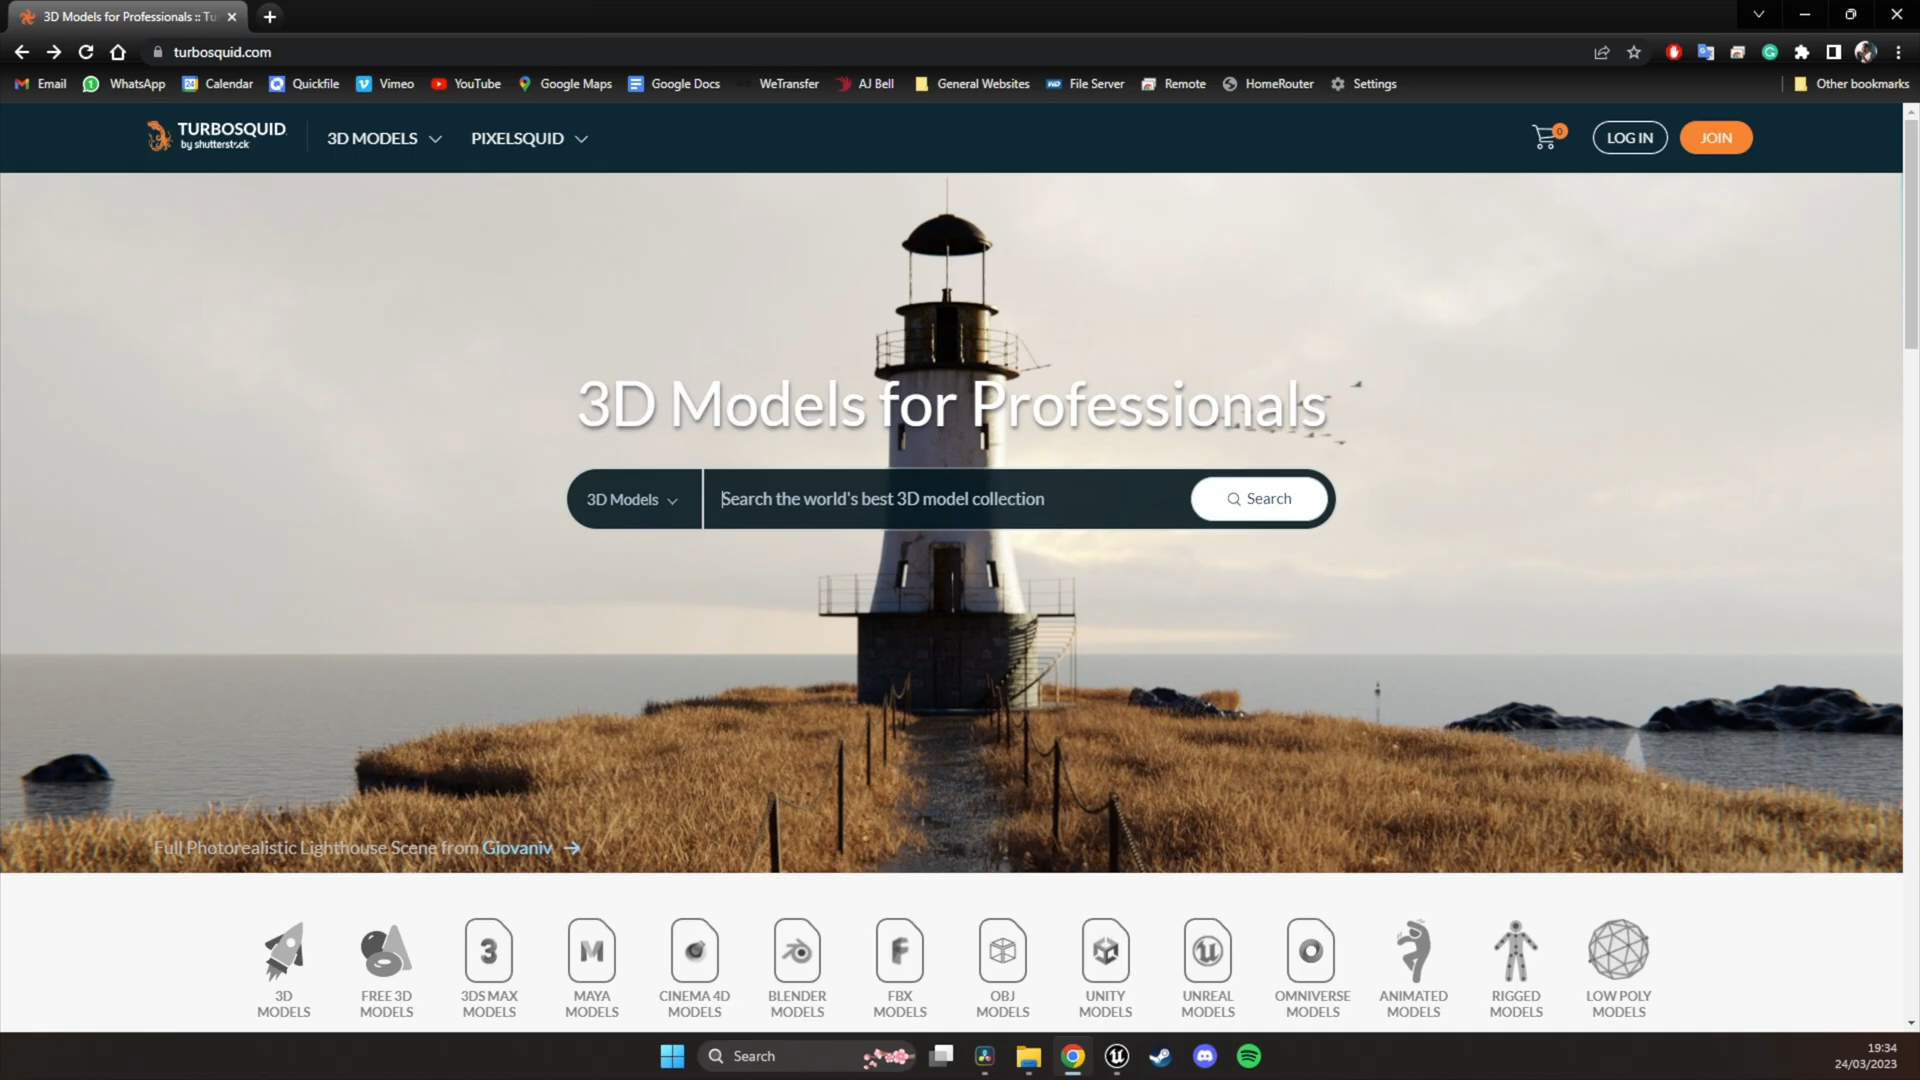 3D Models for Professionals :: Tu
turbosquid.com
Email WhatsApp Calendar Quickfile Vimeo YouTube Google Maps Google Docs WeTransfer AJ Bell General Websites File Server Remote HomeRouter Settings Other bookmarks
TURBOSQUID
by shutterstock
3D MODELS PIXELSQUID 0 LOG IN JOIN
3D Models for Professionals
3D Models Search the world's best 3D model collection Search
Full Photorealistic Lighthouse Scene from Giovaniv
3D MODELS
FREE 3D MODELS
3DS MAX MODELS
MAYA MODELS
CINEMA 4D MODELS
BLENDER MODELS
FBX MODELS
OBJ MODELS
UNITY MODELS
UNREAL MODELS
OMNIVERSE MODELS
ANIMATED MODELS
RIGGED MODELS
LOW POLY MODELS
Search
19:34
24/03/2023